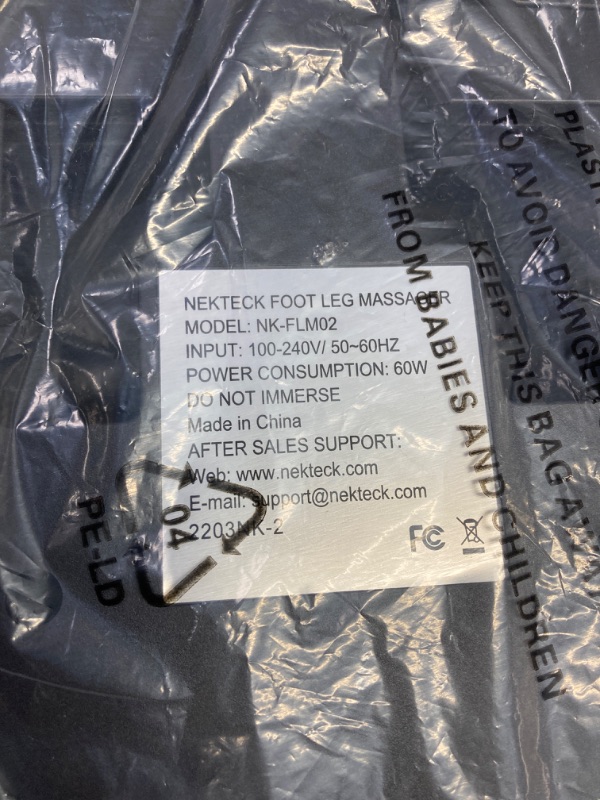 NEKTECK FOOT LEG MASSAGER
MODEL: NK-FLM02
INPUT: 100-240V/ 50~60HZ
POWER CONSUMPTION: 60W
DO NOT IMMERSE
Made in China
AFTER SALES SUPPORT:
Web: www.nekteck.com
E-mail: support@nekteck.com
2203NK-2
FC
04
PE-LD
TO AVOID DANGER
KEEP THIS BAG AWAY
FROM BABIES AND CHILDREN